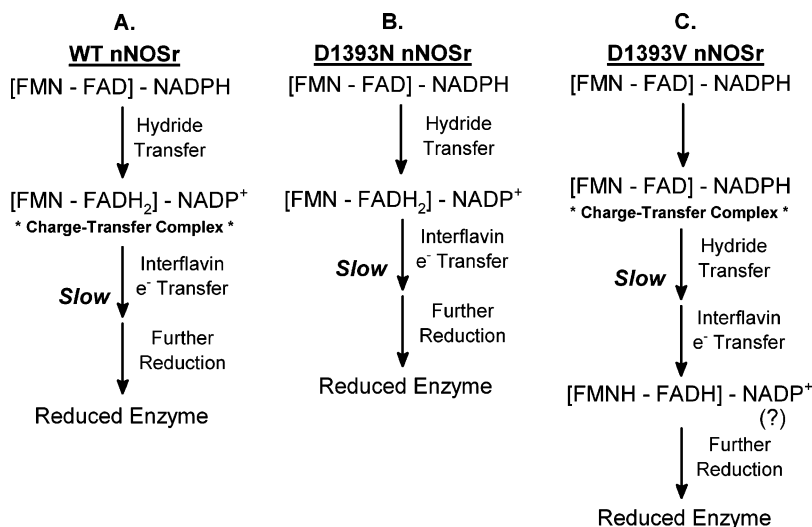 A.
WT nNOSr
[FMN - FAD] - NADPH
Hydride
Transfer
[FMN - FADH2] - NADP+
* Charge-Transfer Complex *
Slow
Interflavin
e- Transfer
Further
Reduction
Reduced Enzyme
B.
D1393N nNOSr
[FMN - FAD] - NADPH
Hydride
Transfer
[FMN - FADH2] - NADP+
Slow
Interflavin
e- Transfer
Further
Reduction
Reduced Enzyme
C.
D1393V nNOSr
[FMN - FAD] - NADPH
[FMN - FAD] - NADPH
* Charge-Transfer Complex *
Slow
Hydride
Transfer
Interflavin
e- Transfer
[FMNH - FADH] - NADP+
(?)
Further
Reduction
Reduced Enzyme